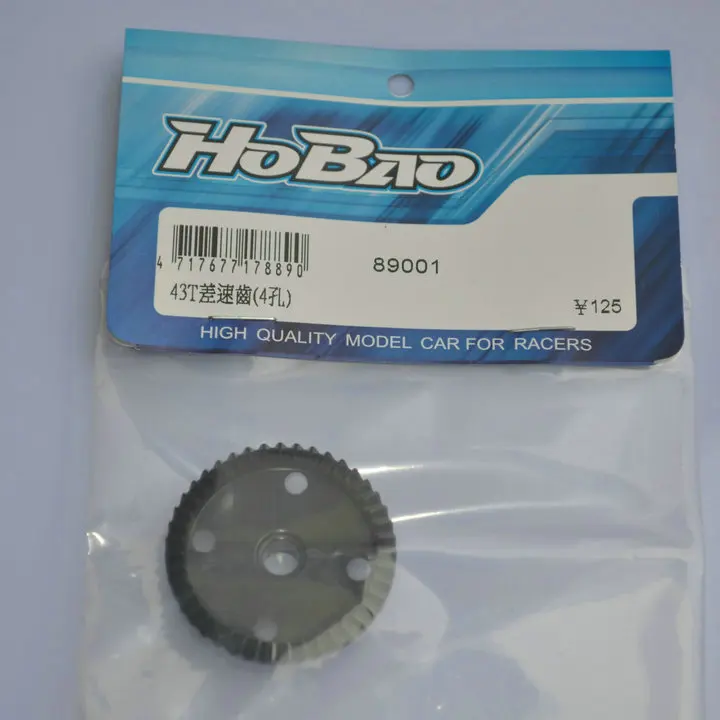 HoBao
4 717677 178890
89001
43T差速齒(4孔)
¥125
HIGH QUALITY MODEL CAR FOR RACERS